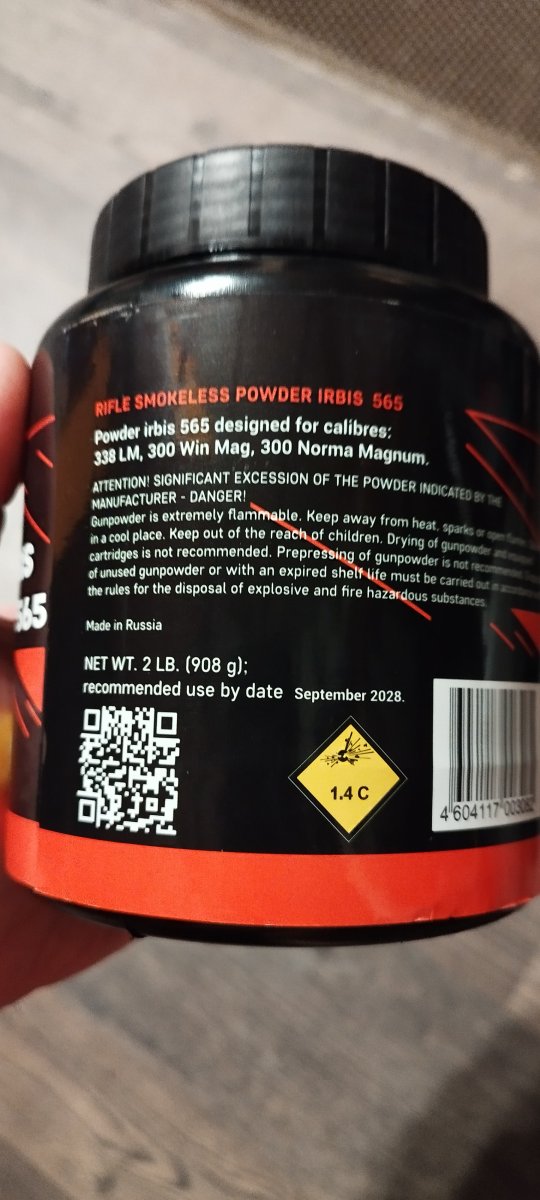 RIFLE SMOKELESS POWDER IRBIS 565
Powder irbis 565 designed for calibres:
338 LM, 300 Win Mag, 300 Norma Magnum.
ATTENTION! SIGNIFICANT EXCESSION OF THE POWDER INDICATED BY THE
MANUFACTURER - DANGER!
Gunpowder is extremely flammable. Keep away from heat, sparks or open
in a cool place. Keep out of the reach of children. Drying of gunpowder and
cartridges is not recommended. Prepressing of gunpowder is not recommended.
of unused gunpowder or with an expired shelf life must be carried out in
the rules for the disposal of explosive and fire hazardous substances.
Made in Russia
NET WT. 2 LB. (908 g);
recommended use by date September 2028.
1.4 C
4 604117
565